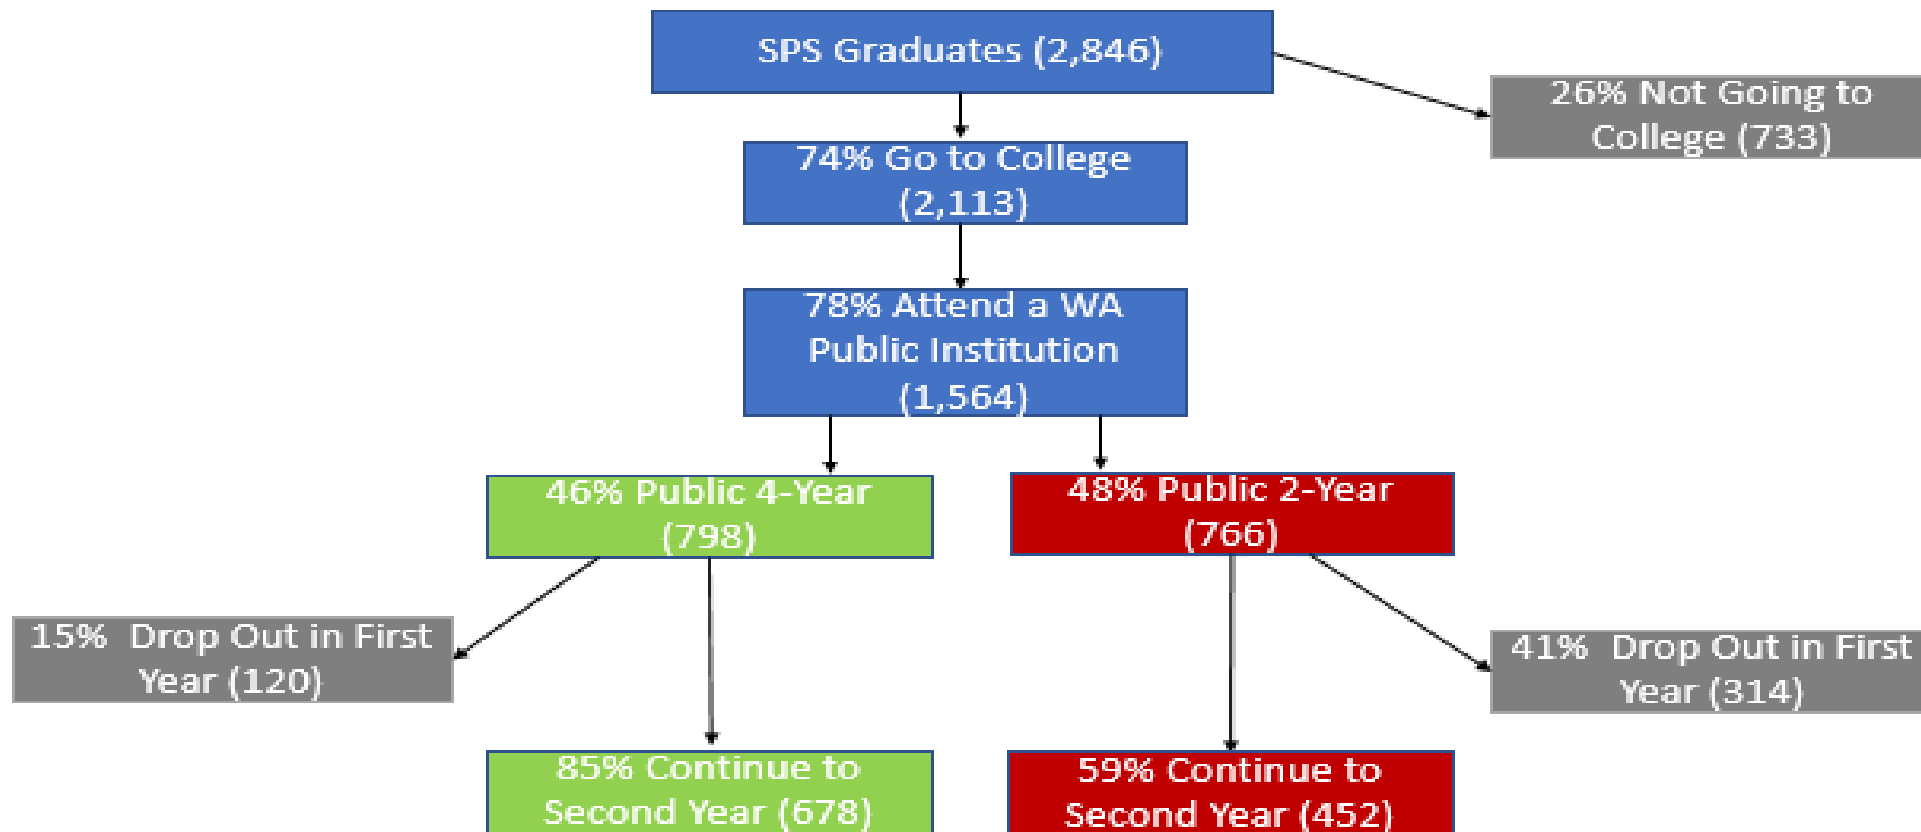 SPS Graduates (2,846)
26% Not Going to
College (733)
74% Go to College
(2,113)
78% Attend a WA
Public Institution
(1,564)
46% Public 4-Year
(798)
48% Public 2-Year
(766)
15% Drop Out in First
Year (120)
41% Drop Out in First
Year (314)
85% Continue to
Second Year (678)
59% Continue to
Second Year (452)